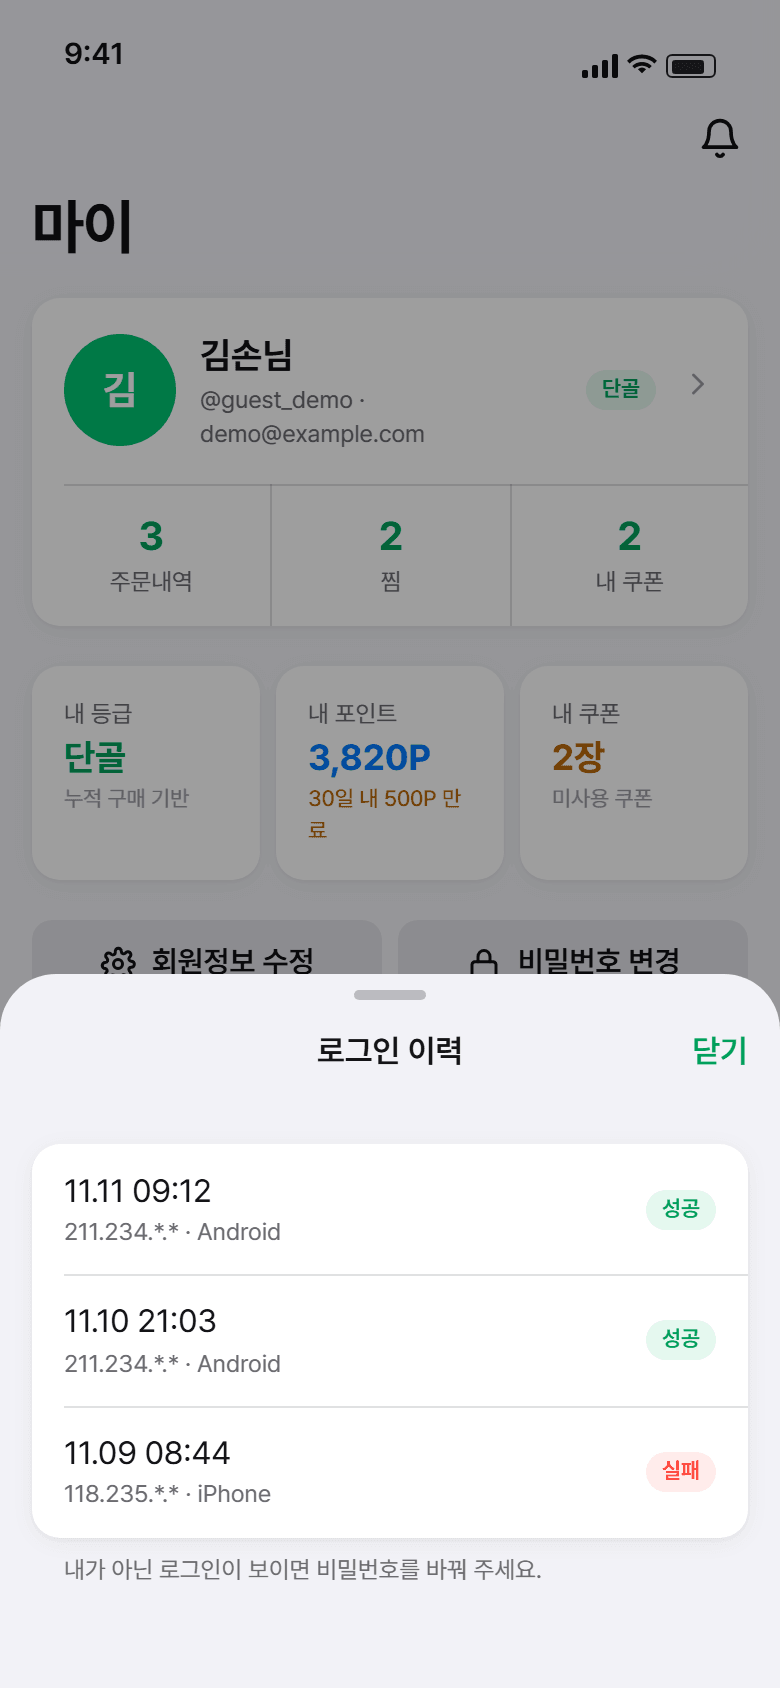 9:41
마이
김
김손님
@guest_demo ·
demo@example.com
단골
3
주문내역
2
찜
2
내 쿠폰
내 등급
단골
누적 구매 기반
내 포인트
3,820P
30일 내 500P 만
료
내 쿠폰
2장
미사용 쿠폰
회원정보 수정
비밀번호 변경
로그인 이력
닫기
11.11 09:12
211.234.*.* · Android
성공
11.10 21:03
211.234.*.* · Android
성공
11.09 08:44
118.235.*.* · iPhone
실패
내가 아닌 로그인이 보이면 비밀번호를 바꿔 주세요.